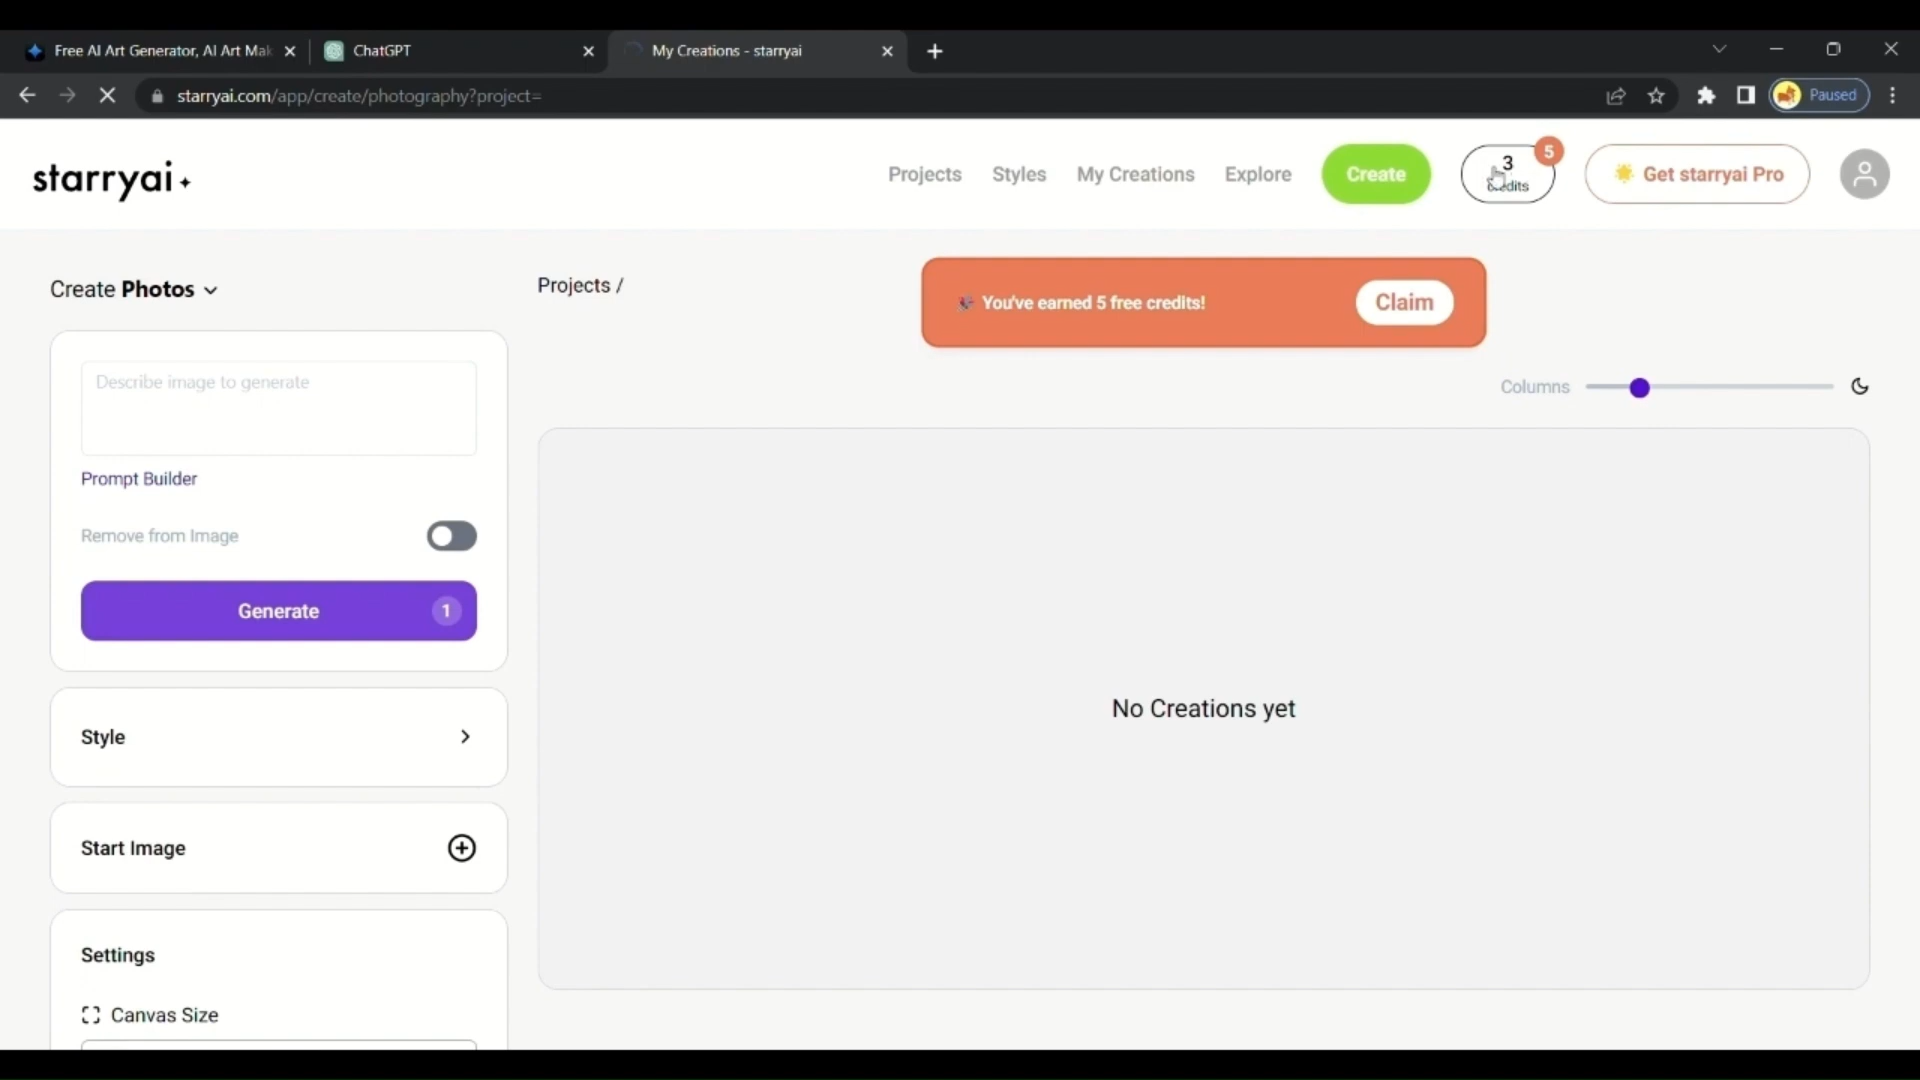 Free AI Art Generator, AI Art Mak
ChatGPT
My Creations - starryai
starryai.com/app/create/photography?project=
Paused
starryai
Projects
Styles
My Creations
Explore
Create
3
credits
5
Get starryai Pro
Create Photos
Projects /
You've earned 5 free credits!
Claim
Describe image to generate
Columns
Prompt Builder
Remove from Image
Generate 1
No Creations yet
Style
Start Image
Settings
Canvas Size